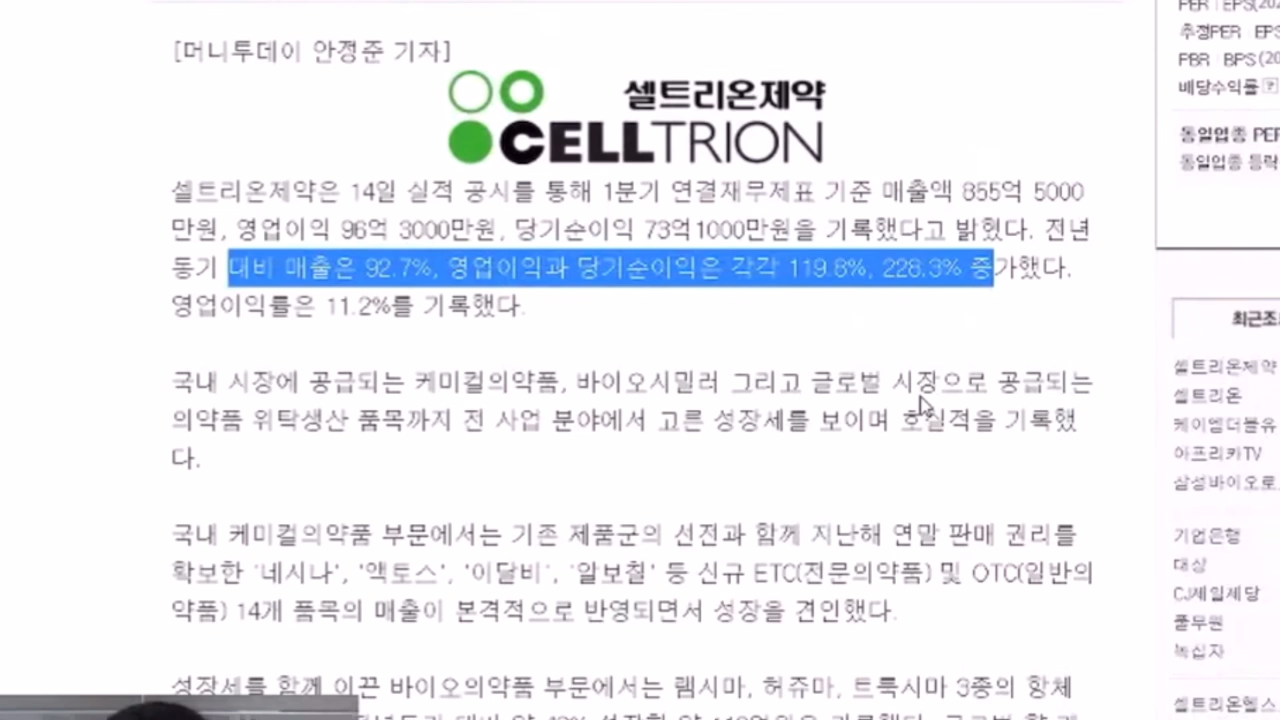 [머니투데이 안정준 기자]
셀트리온제약
CELLTRION
셀트리온제약은 14일 실적 공시를 통해 1분기 연결재무제표 기준 매출액 855억 5000
만원, 영업이익 96억 3000만원, 당기순이익 73억1000만원을 기록했다고 밝혔다. 전년
동기 대비 매출은 92.7%, 영업이익과 당기순이익은 각각 119.8%, 228.3% 증가했다.
영업이익률은 11.2%를 기록했다.
국내 시장에 공급되는 케미컬의약품, 바이오시밀러 그리고 글로벌 시장으로 공급되는
의약품 위탁생산 품목까지 전 사업 분야에서 고른 성장세를 보이며 호실적을 기록했
다.
국내 케미컬의약품 부문에서는 기존 제품군의 선전과 함께 지난해 연말 판매 권리를
확보한 '네시나', '액토스', '이달비', '알보칠' 등 신규 ETC(전문의약품) 및 OTC(일반의
약품) 14개 품목의 매출이 본격적으로 반영되면서 성장을 견인했다.
성장세를 함께 이끈 바이오의약품 부문에서는 램시마, 허쥬마, 트룩시마 3종의 항체
PER EPS(202
추정PER EPS
PBR BPS(20
배당수익률 ?
동일업종 PER
동일업종 등락
최근조
셀트리온제약
셀트리온
케이엠더블유
아프리카TV
삼성바이오로
기업은행
대상
CJ제일제당
풀무원
녹십자
셀트리온헬스